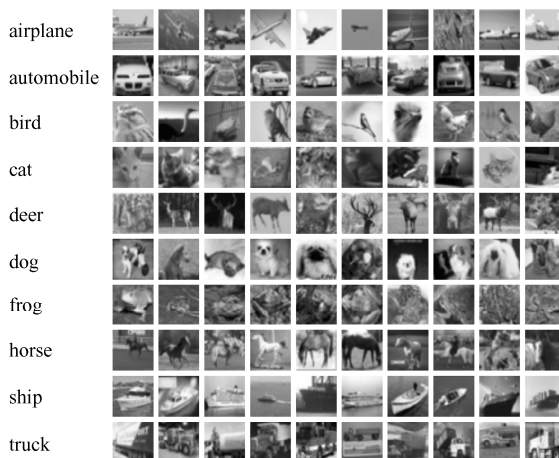 airplane
automobile
bird
cat
deer
dog
frog
horse
ship
truck